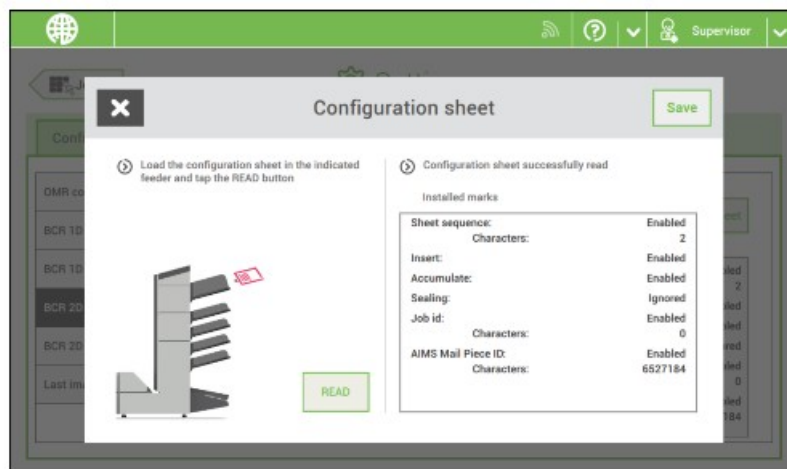 Supervisor
Configuration sheet
Save
Load the configuration sheet in the indicated
feeder and tap the READ button
READ
Configuration sheet successfully read
Installed marks
Sheet sequence: Enabled
Characters: 2
Insert: Enabled
Accumulate: Enabled
Sealing: Ignored
Job id: Enabled
Characters: 0
AIMS Mail Piece ID: Enabled
Characters: 6527184
OMR co
BCR 1D
BCR 1D
BCR 2D
BCR 2D